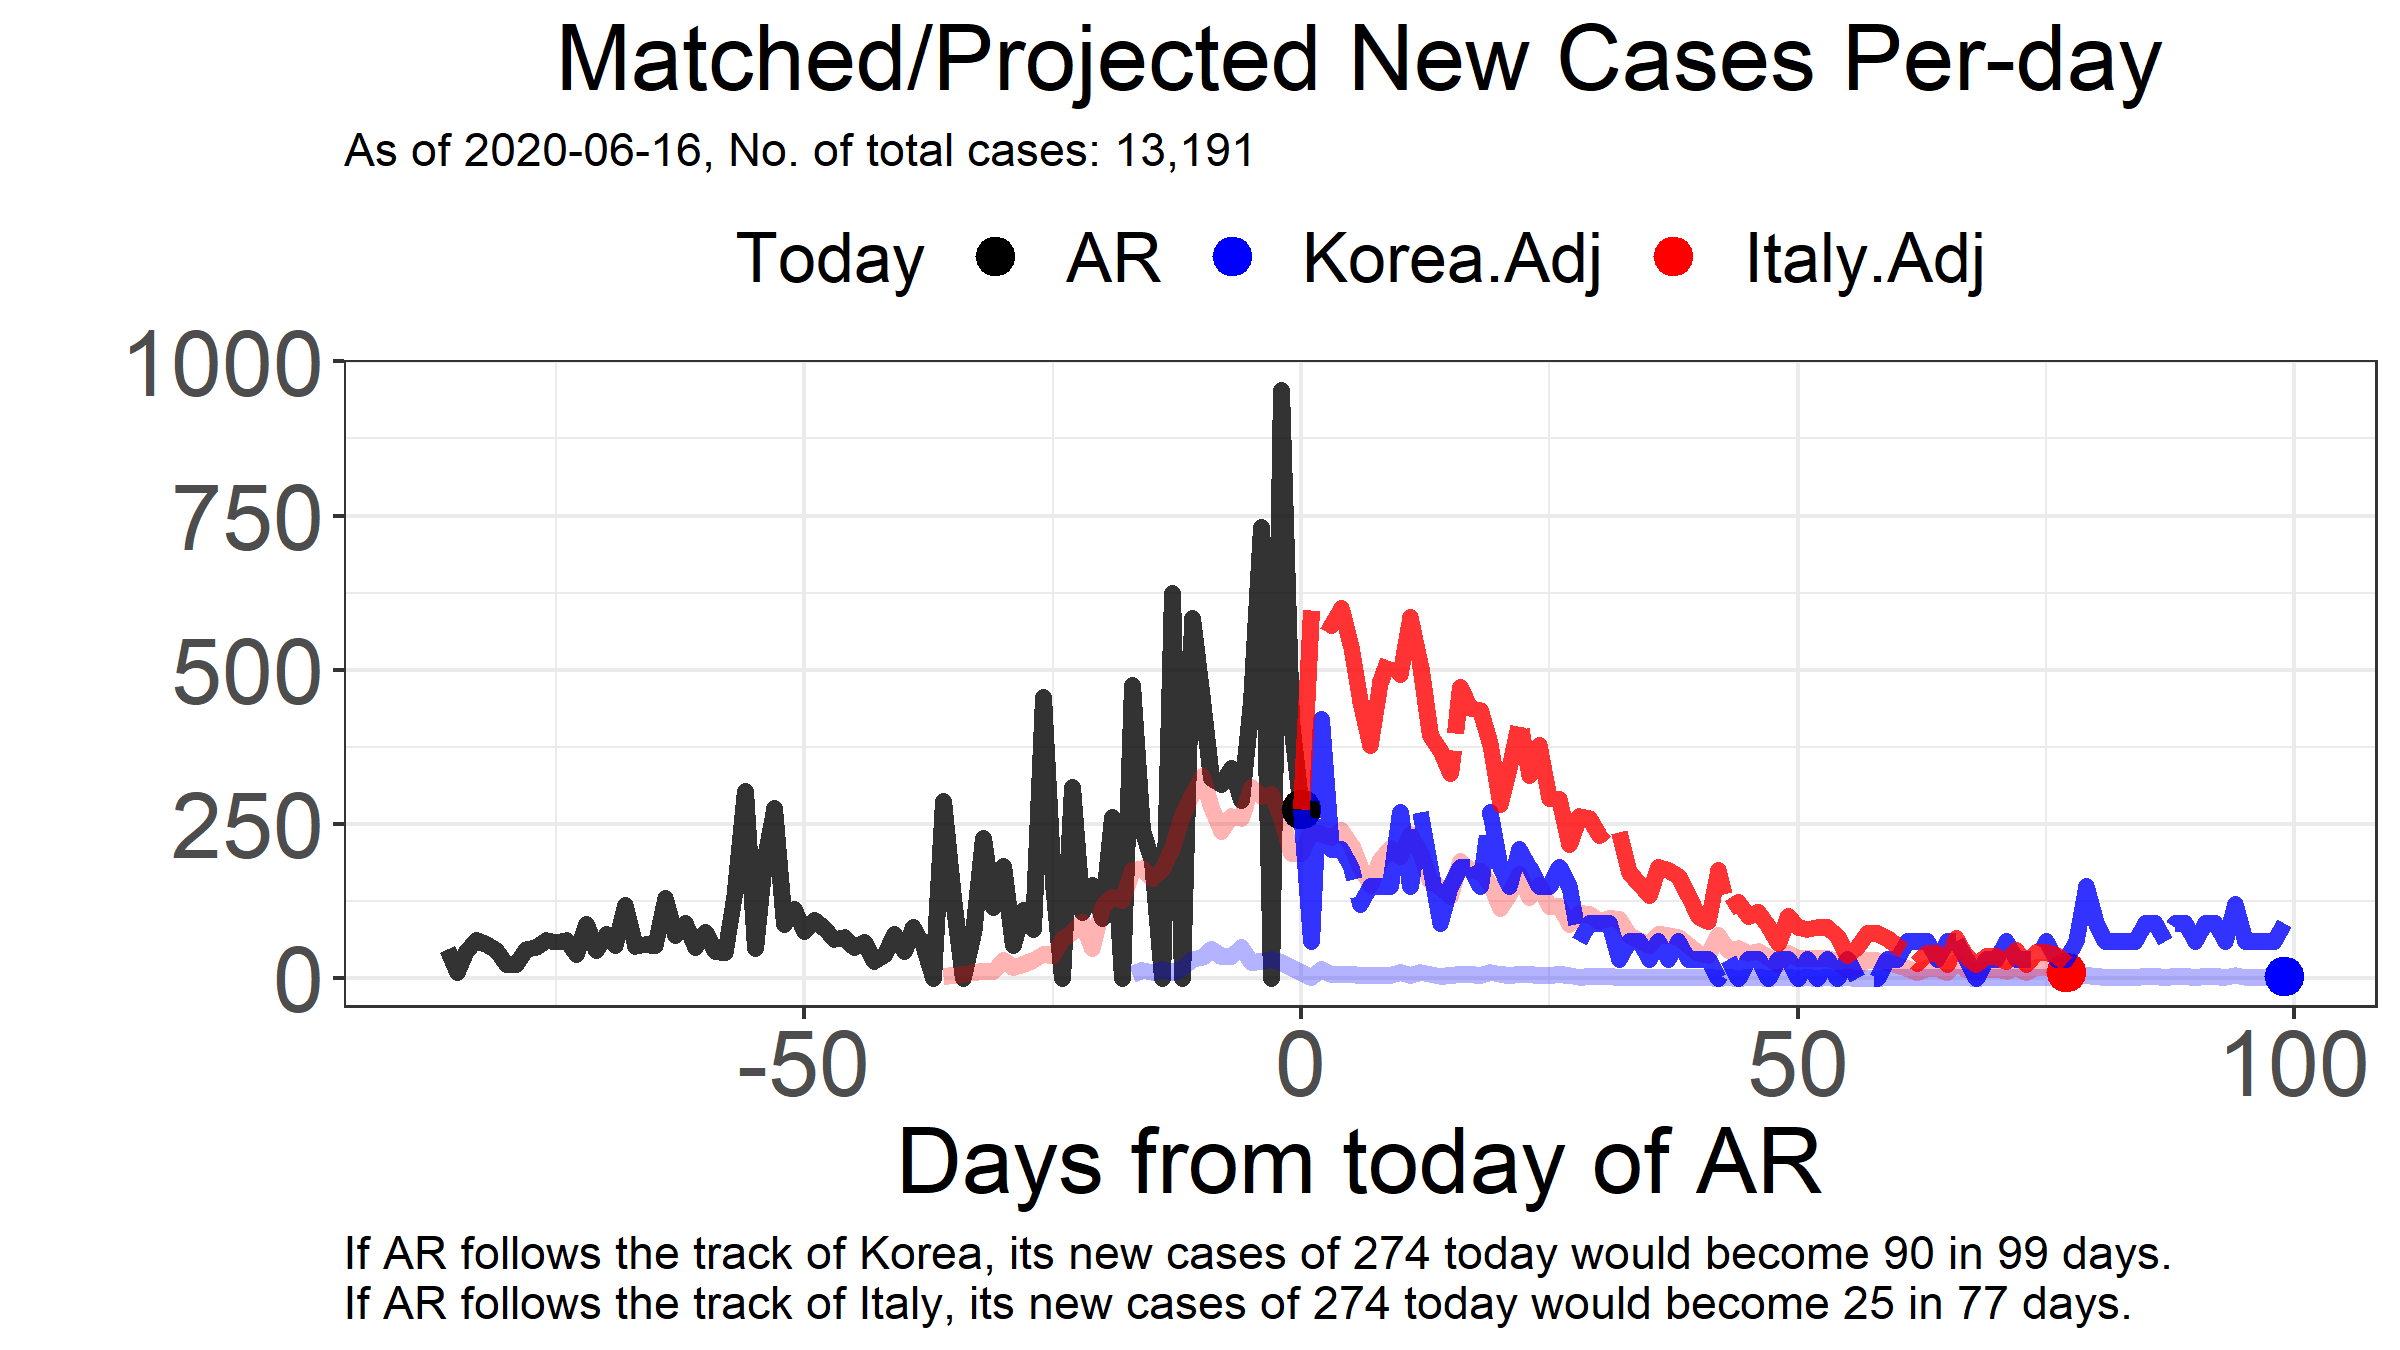 Matched/Projected New Cases Per-day
As of 2020-06-16, No. of total cases: 13,191
Today AR Korea.Adj Italy.Adj
1000
750
500
250
0
-50 0 50 100
Days from today of AR
If AR follows the track of Korea, its new cases of 274 today would become 90 in 99 days.
If AR follows the track of Italy, its new cases of 274 today would become 25 in 77 days.